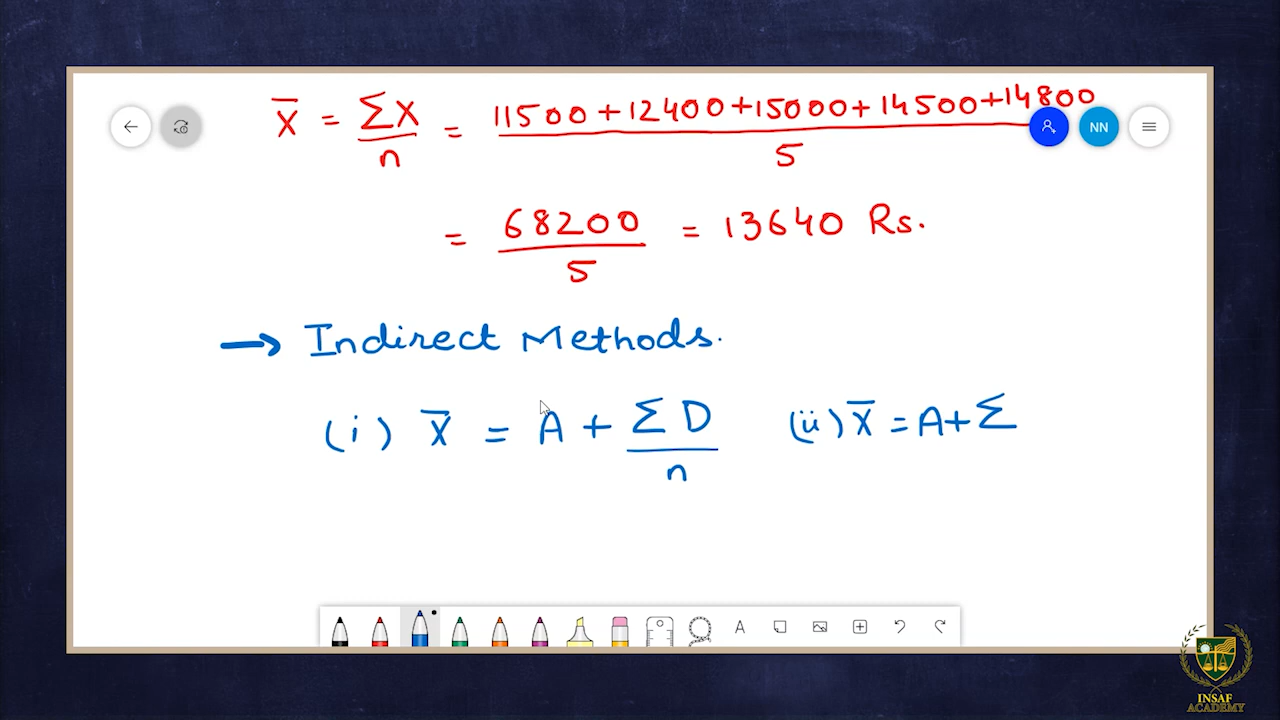 X̄ = ΣX/n = 11500+12400+15000+14500+14800/5
= 68200/5 = 13640 Rs.
→ Indirect Methods.
(i) X̄ = A + ΣD/n (ii) X̄ = A + Σ
NN
A
INSAF
ACADEMY